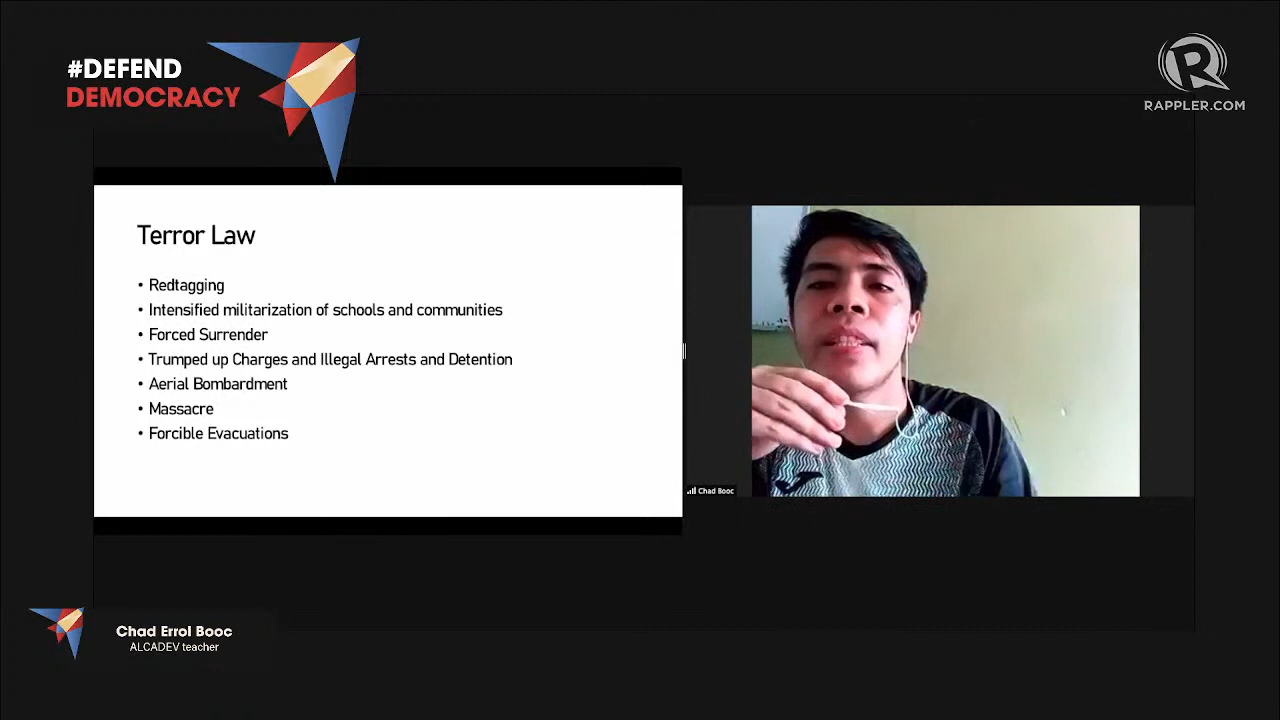 #DEFEND
DEMOCRACY
RAPPLER.COM
Terror Law
• Redtagging
• Intensified militarization of schools and communities
• Forced Surrender
• Trumped up Charges and Illegal Arrests and Detention
• Aerial Bombardment
• Massacre
• Forcible Evacuations
Chad Booc
Chad Errol Booc
ALCADEV teacher